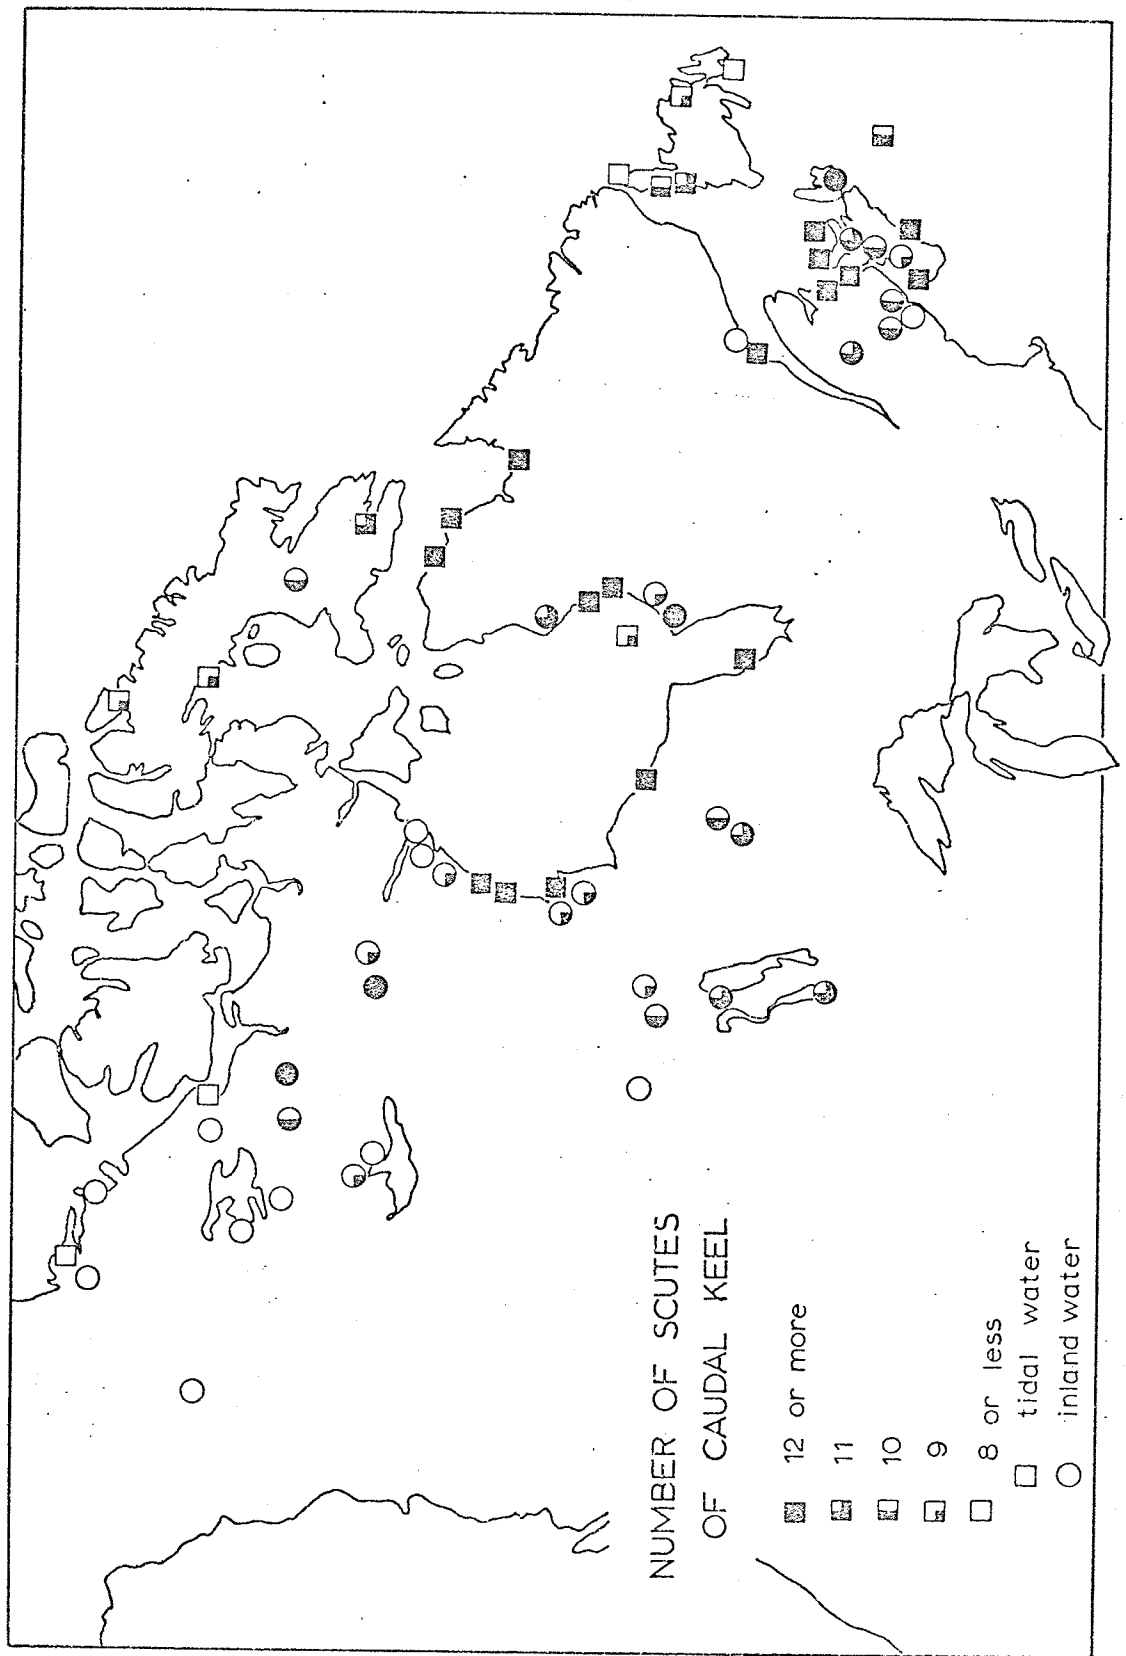 NUMBER OF SCUTES
OF CAUDAL KEEL
12 or more
11
10
9
8 or less
tidal water
inland water